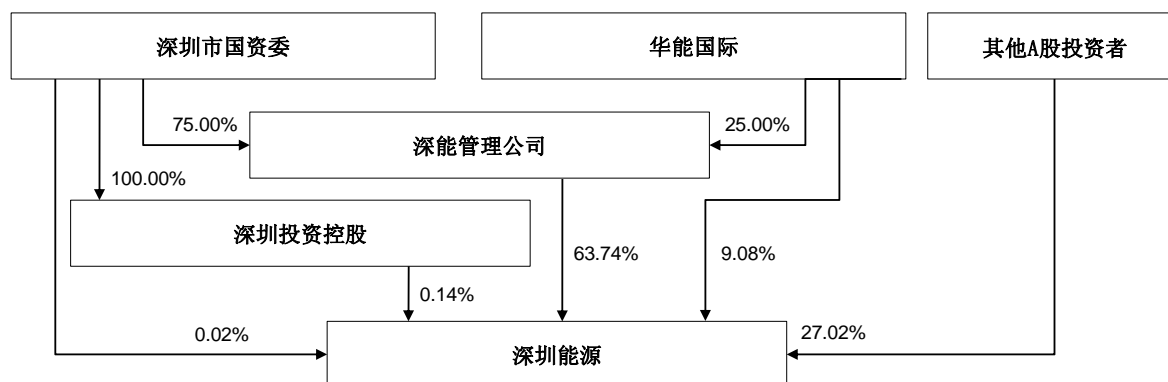 深圳市国资委
华能国际
其他A股投资者
75.00%
25.00%
深能管理公司
100.00%
深圳投资控股
63.74%
9.08%
0.14%
0.02%
27.02%
深圳能源